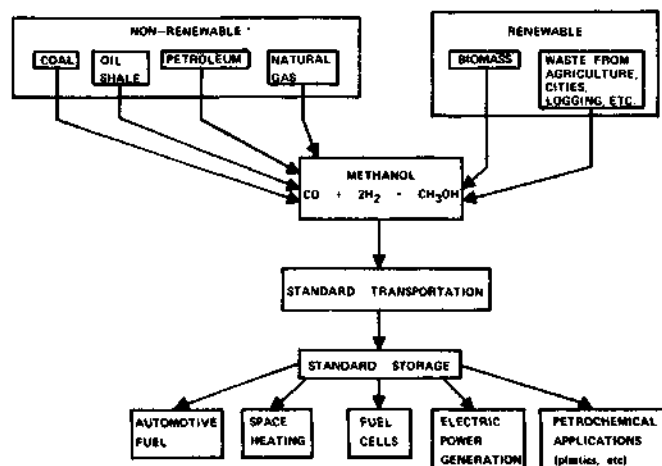 NON-RENEWABLE
RENEWABLE
COAL
OIL
SHALE
PETROLEUM
NATURAL
GAS
BIOMASS
WASTE FROM
AGRICULTURE,
CITIES,
LOGGING, ETC.
METHANOL
CO + 2H₂ - CH₃OH
STANDARD TRANSPORTATION
STANDARD STORAGE
AUTOMOTIVE
FUEL
SPACE
HEATING
FUEL
CELLS
ELECTRIC
POWER
GENERATION
PETROCHEMICAL
APPLICATIONS
(plastics, etc)